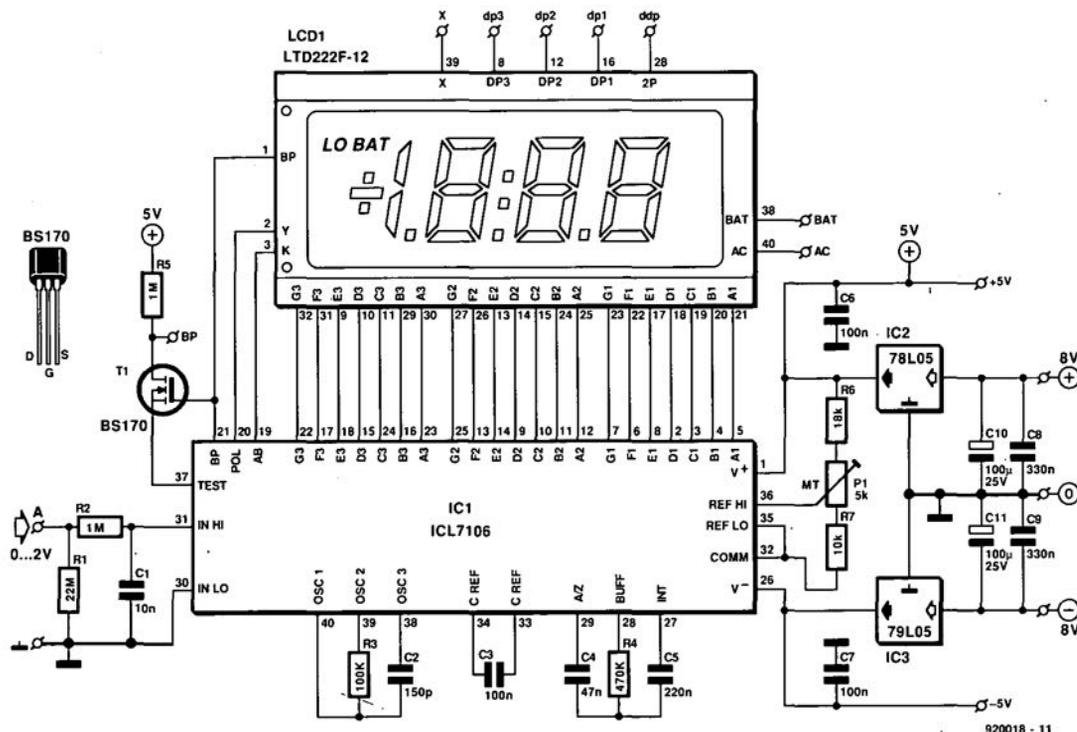 X dp3 dp2 dp1 ddp
LCD1
LTD222F-12
39 8 12 16 28
X DP3 DP2 DP1 2P
LO BAT
1 BP
2 Y
3 K
BAT 38 BAT
AC 40 AC
G3 F3 E3 D3 C3 B3 A3 G2 F2 E2 D2 C2 B2 A2 G1 F1 E1 D1 C1 B1 A1
32 31 9 10 11 29 30 27 26 13 14 15 24 25 23 22 17 18 19 20 21
BS170
D G S
5V
R5
1M
BP
T1
BS170
21 20 19 22 17 18 15 24 16 23 25 13 14 9 10 11 12 7 6 8 2 3 4 5
BP POL AB G3 F3 E3 D3 C3 B3 A3 G2 F2 E2 D2 C2 B2 A2 G1 F1 E1 D1 C1 B1 A1
37 TEST
31 IN HI
30 IN LO
IC1
ICL7106
V+ 1
REF HI 36
REF LO 35
COMM 32
V− 26
OSC 1 OSC 2 OSC 3 C REF C REF A/Z BUFF INT
40 39 38 34 33 29 28 27
A
0...2V
R2
1M
R1
22M
C1
10n
R3
100K
C2
150p
C3
100n
C4
47n
R4
470K
C5
220n
5V
+5V
C6
100n
IC2
78L05
8V
R6
18k
MT P1
5k
R7
10k
C10
100µ
25V
C8
330n
0
C11
100µ
25V
C9
330n
79L05
IC3
8V
C7
100n
−5V
920018 - 11